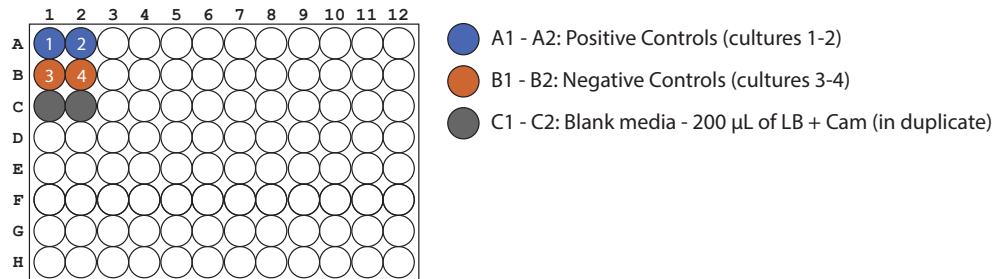 1 2 3 4 5 6 7 8 9 10 11 12
A 1 2
B 3 4
C
D
E
F
G
H
A1 - A2: Positive Controls (cultures 1-2)
B1 - B2: Negative Controls (cultures 3-4)
C1 - C2: Blank media - 200 µL of LB + Cam (in duplicate)